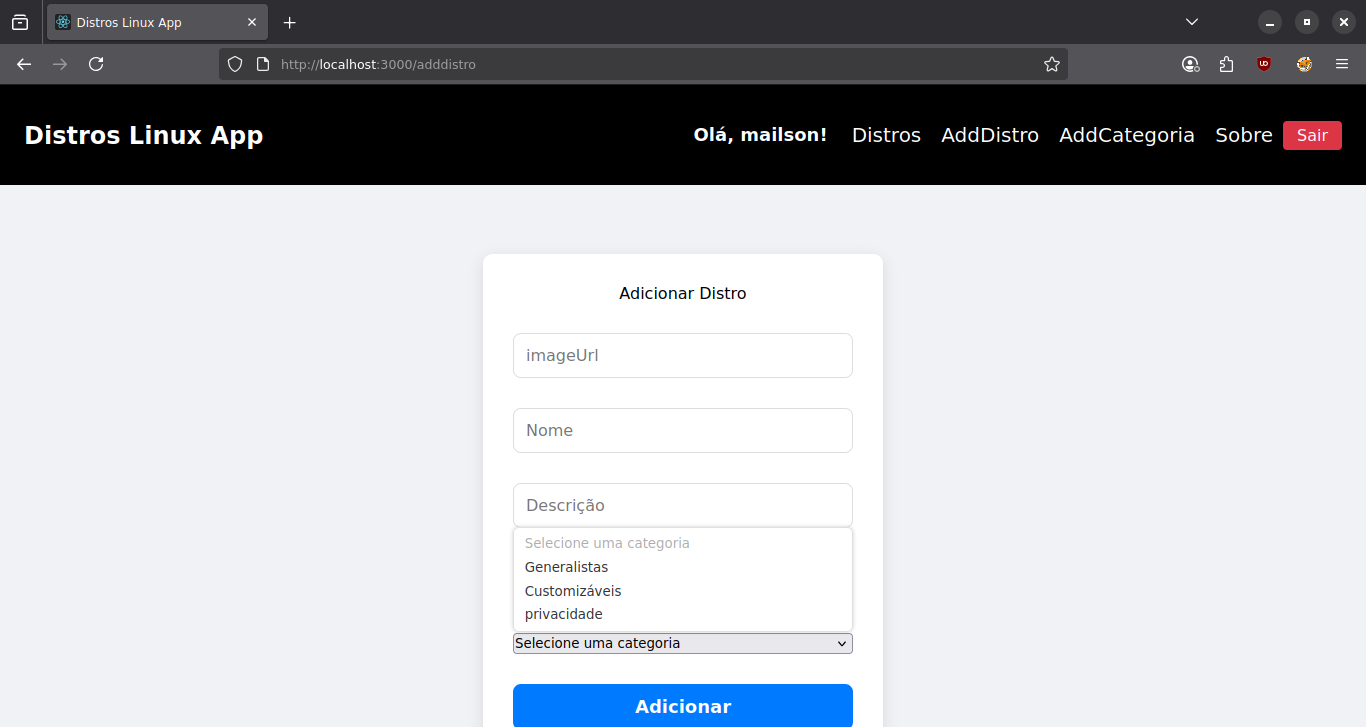 Distros Linux App
http://localhost:3000/adddistro
Distros Linux App
Olá, mailson! Distros AddDistro AddCategoria Sobre Sair
Adicionar Distro
imageUrl
Nome
Descrição
Selecione uma categoria
Generalistas
Customizáveis
privacidade
Selecione uma categoria
Adicionar